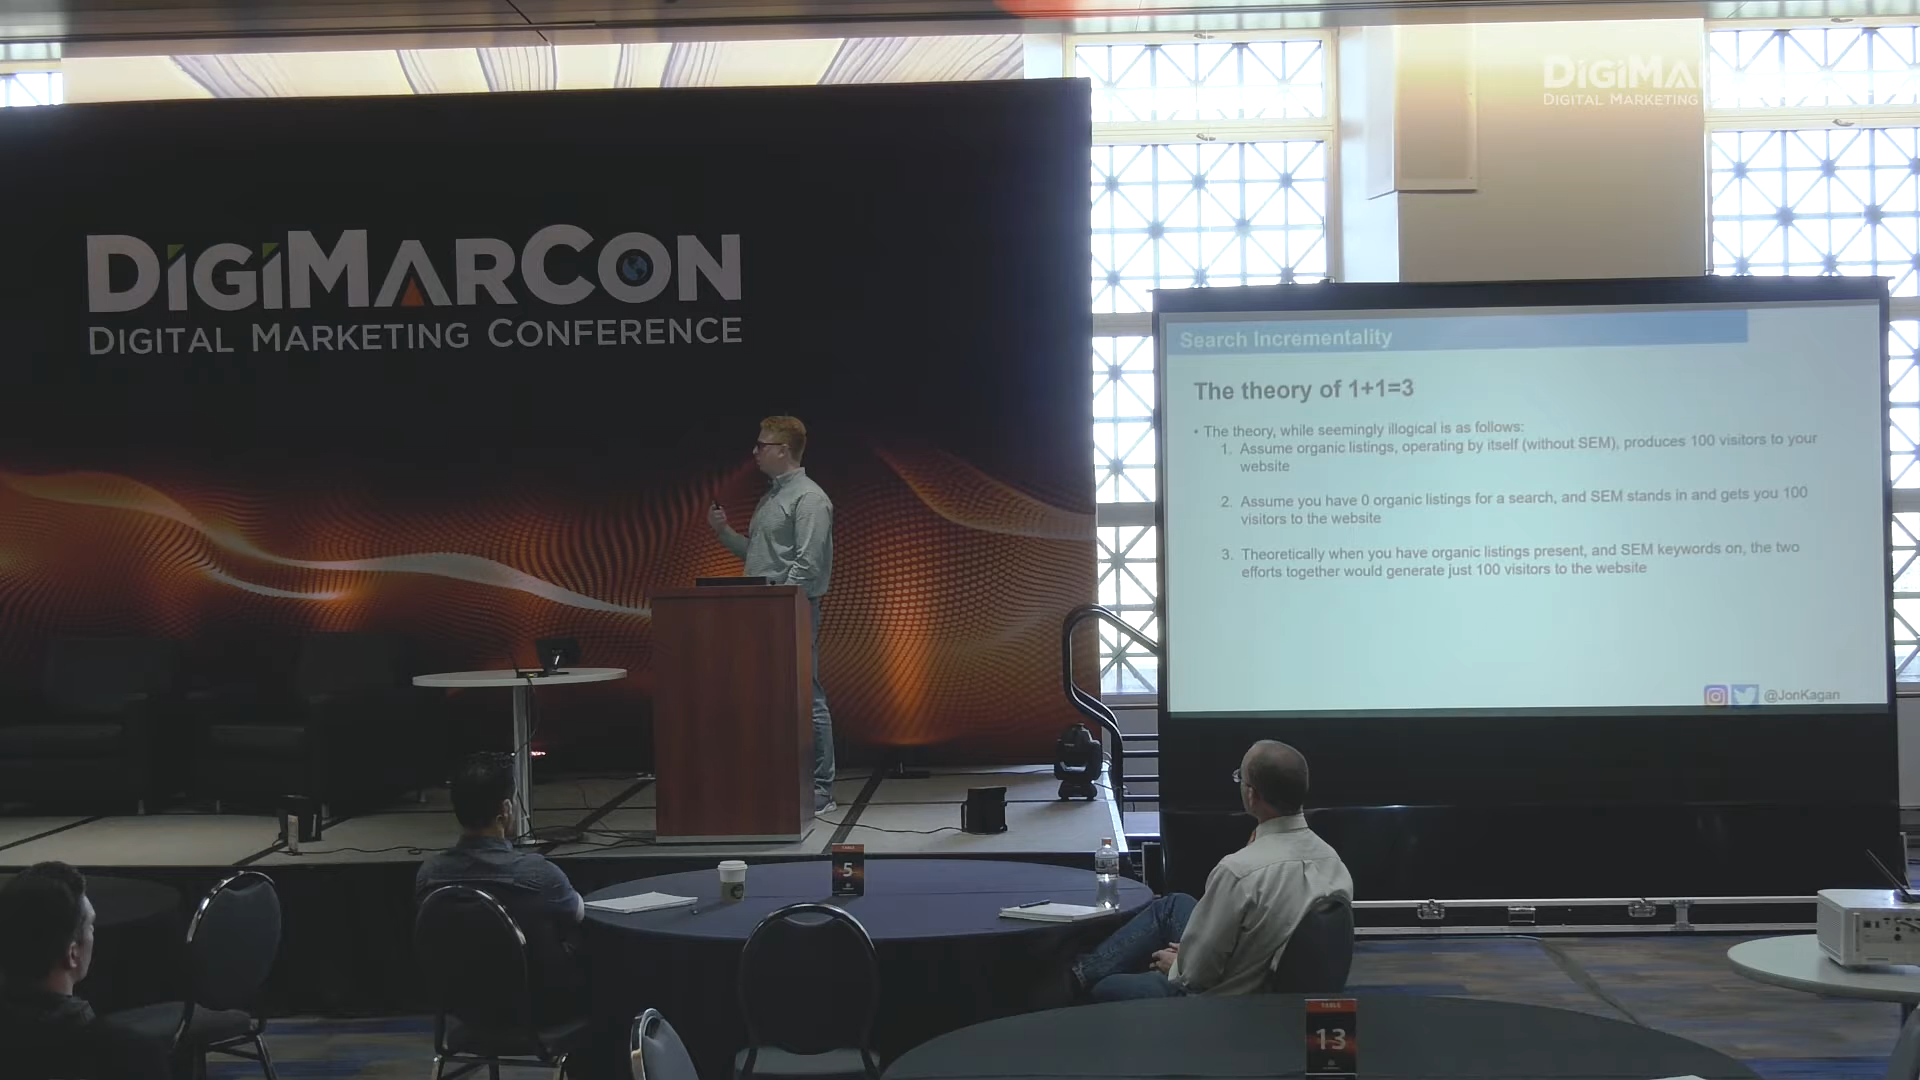 DIGIMARCON
DIGITAL MARKETING CONFERENCE
DIGIMA
DIGITAL MARKETING
Search Incrementality
The theory of 1+1=3
• The theory, while seemingly illogical is as follows:
1. Assume organic listings, operating by itself (without SEM), produces 100 visitors to your
website
2. Assume you have 0 organic listings for a search, and SEM stands in and gets you 100
visitors to the website
3. Theoretically when you have organic listings present, and SEM keywords on, the two
efforts together would generate just 100 visitors to the website
@JonKagan
TABLE
5
TABLE
13